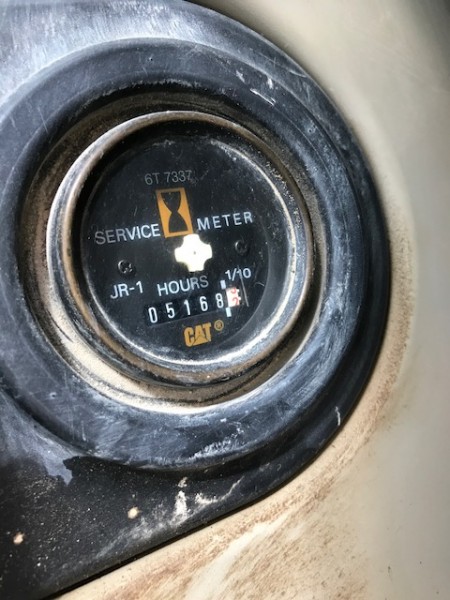 6T 7337
SERVICE METER
JR-1 HOURS 1/10
05168
CAT ®